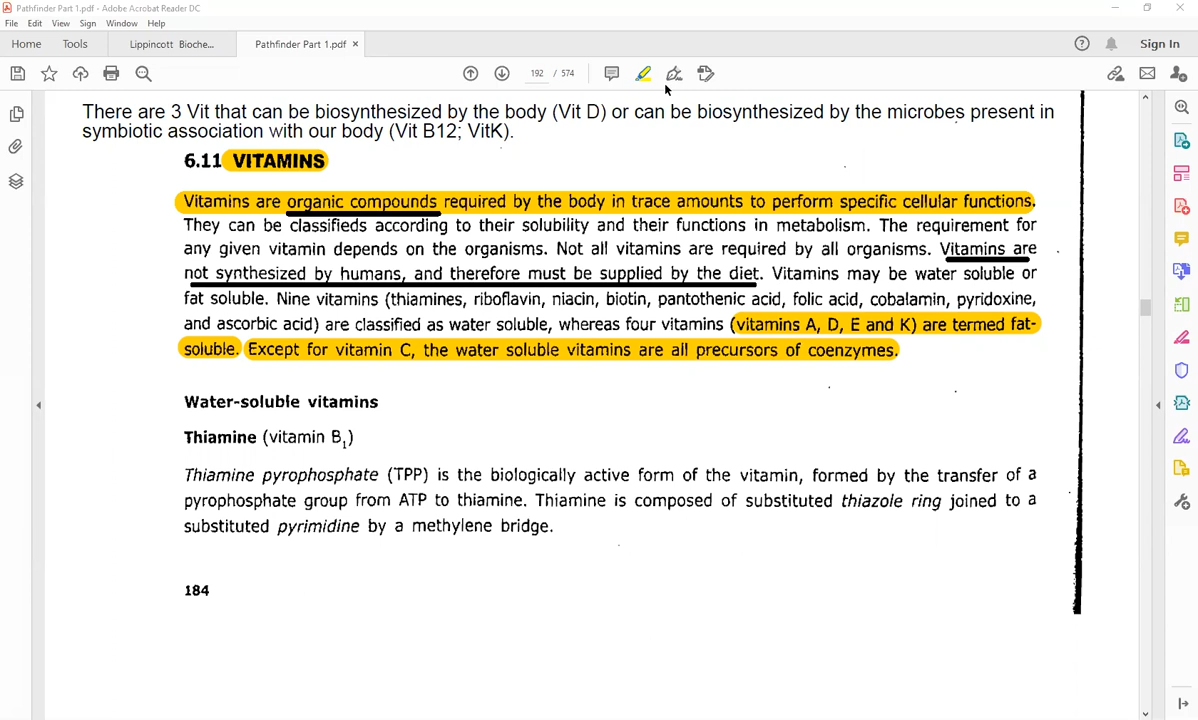 Pathfinder Part 1.pdf - Adobe Acrobat Reader DC
File Edit View Sign Window Help
Home Tools Lippincott Bioche... Pathfinder Part 1.pdf × Sign In
192 / 574
There are 3 Vit that can be biosynthesized by the body (Vit D) or can be biosynthesized by the microbes present in
symbiotic association with our body (Vit B12; VitK).
6.11 VITAMINS
Vitamins are organic compounds required by the body in trace amounts to perform specific cellular functions.
They can be classifieds according to their solubility and their functions in metabolism. The requirement for
any given vitamin depends on the organisms. Not all vitamins are required by all organisms. Vitamins are
not synthesized by humans, and therefore must be supplied by the diet. Vitamins may be water soluble or
fat soluble. Nine vitamins (thiamines, riboflavin, niacin, biotin, pantothenic acid, folic acid, cobalamin, pyridoxine,
and ascorbic acid) are classified as water soluble, whereas four vitamins (vitamins A, D, E and K) are termed fat-
soluble. Except for vitamin C, the water soluble vitamins are all precursors of coenzymes.
Water-soluble vitamins
Thiamine (vitamin B₁)
Thiamine pyrophosphate (TPP) is the biologically active form of the vitamin, formed by the transfer of a
pyrophosphate group from ATP to thiamine. Thiamine is composed of substituted thiazole ring joined to a
substituted pyrimidine by a methylene bridge.
184